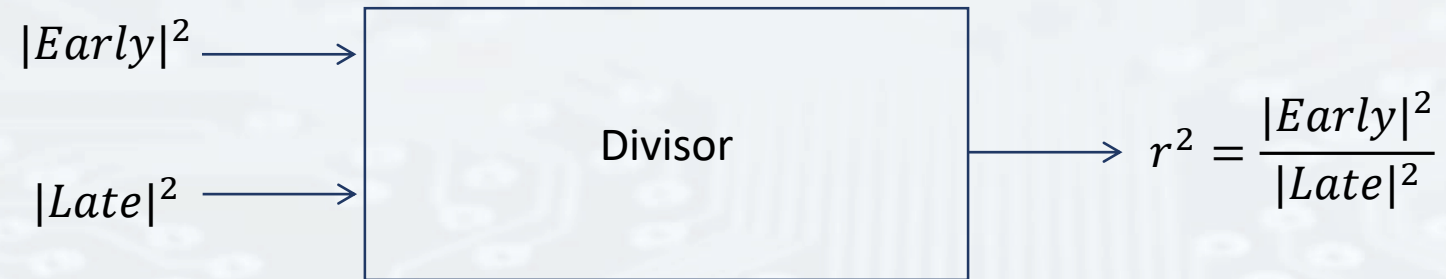 |Early|²
|Late|²
Divisor
r² = |Early|² / |Late|²